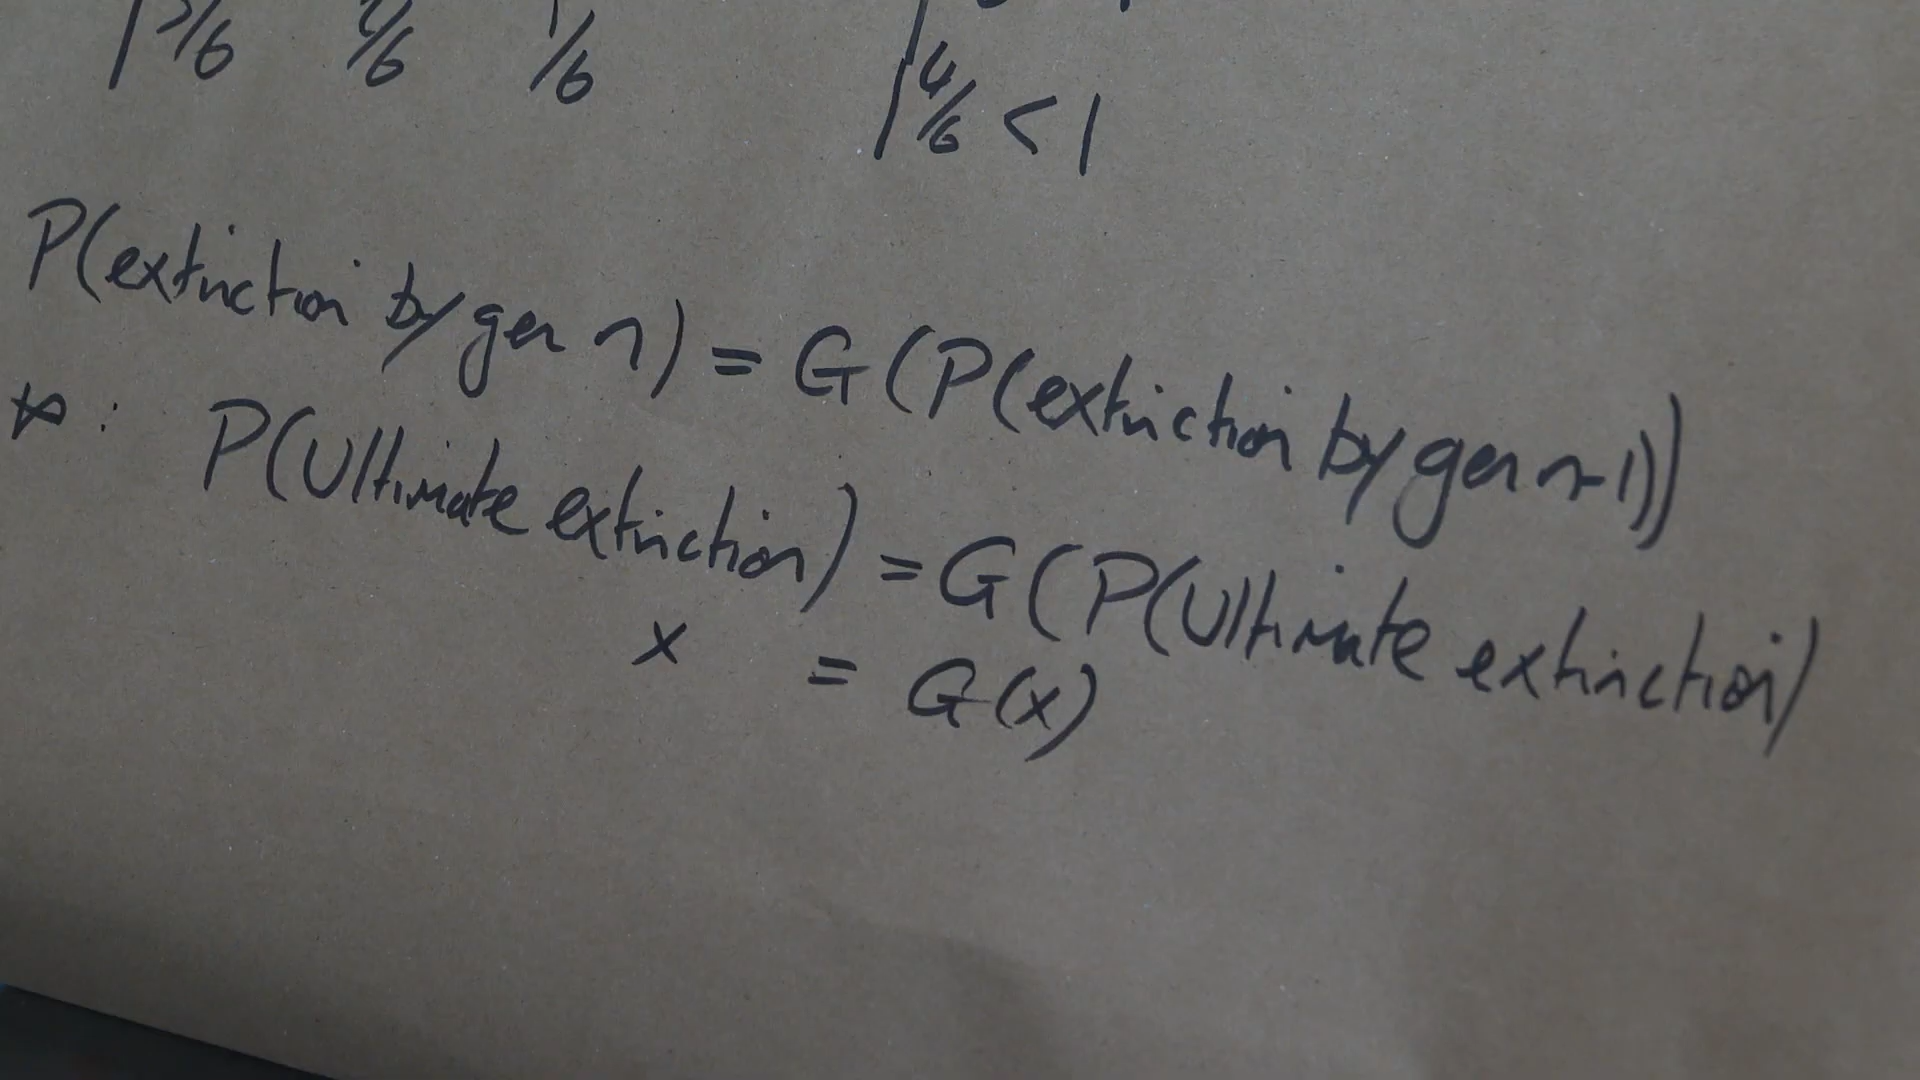 3/6 2/6 1/6
4/6 < 1
P(extinction by gen n) = G(P(extinction by gen n-1))
∞: P(Ultimate extinction) = G(P(Ultimate extinction)
x = G(x)